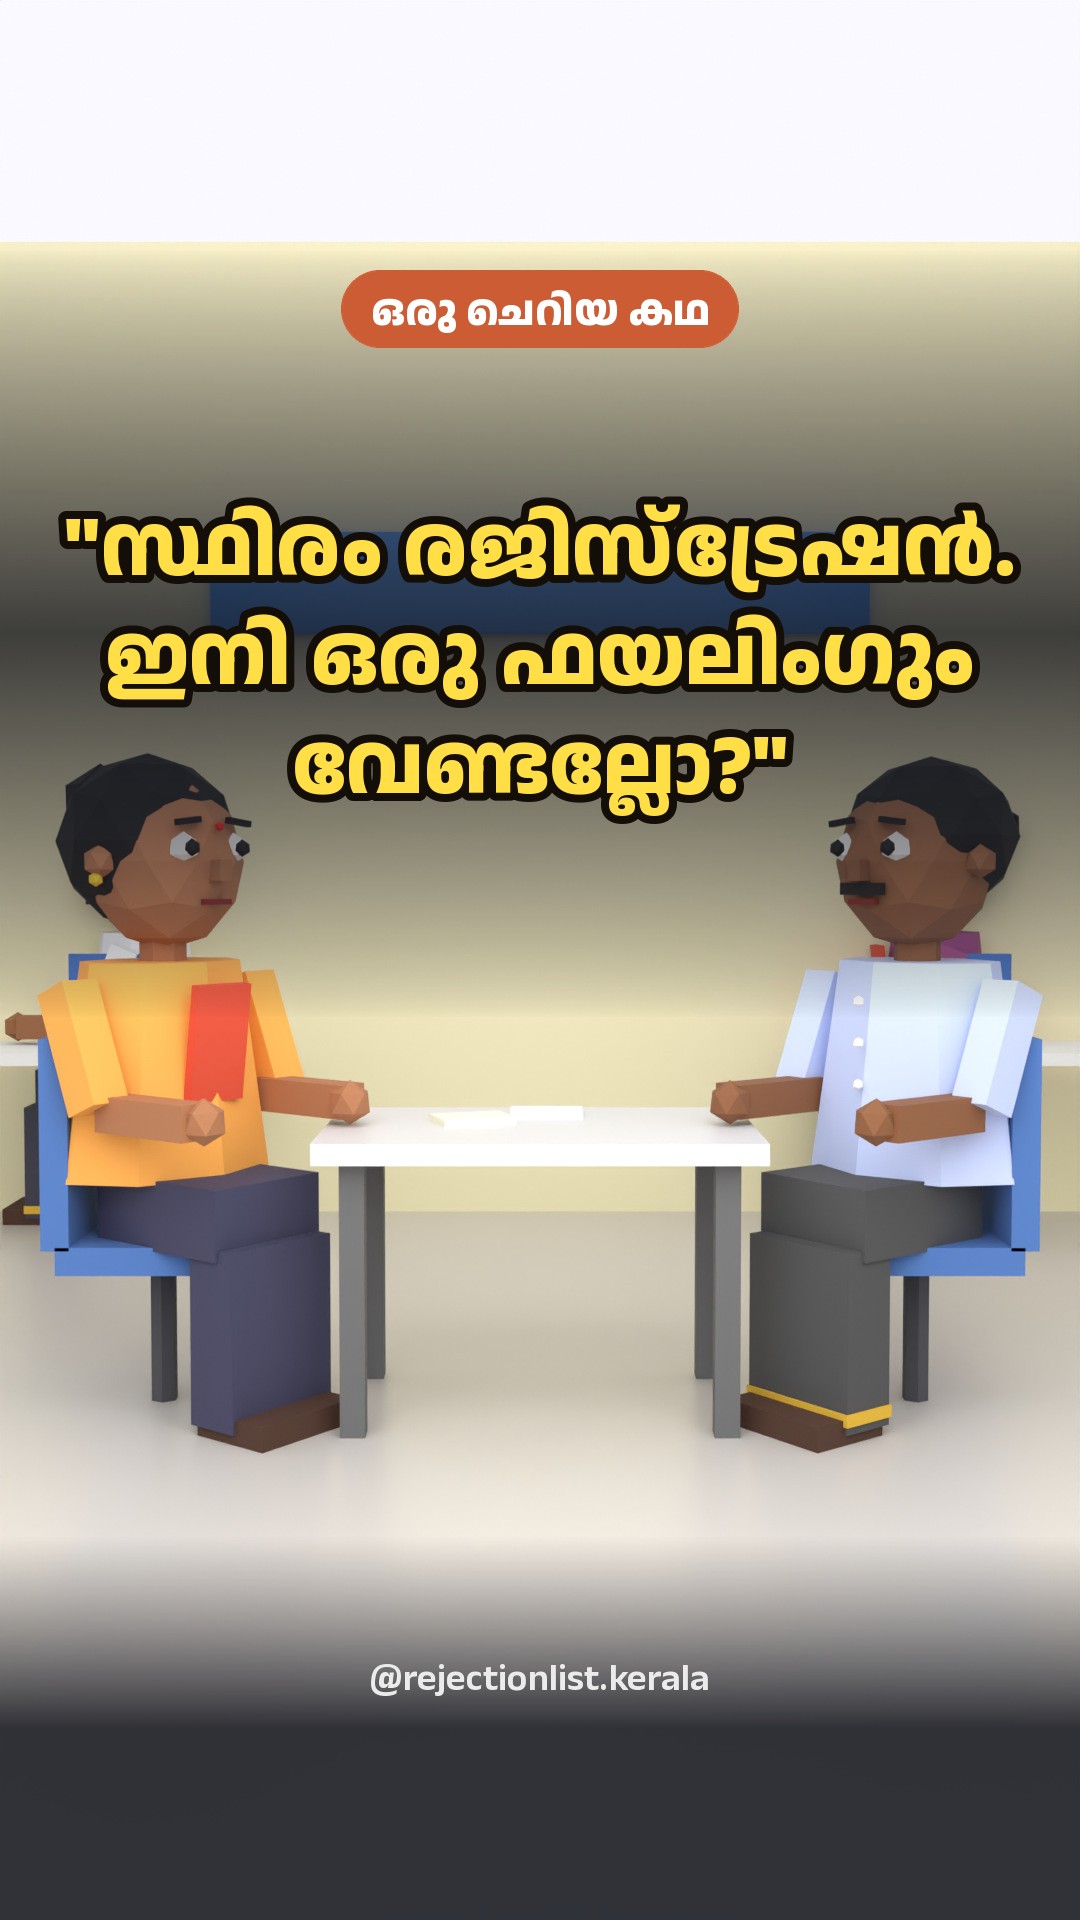 ഒരു ചെറിയ കഥ
"സ്ഥിരം രജിസ്ട്രേഷൻ.
ഇനി ഒരു ഫയലിംഗും
വേണ്ടല്ലോ?"
@rejectionlist.kerala